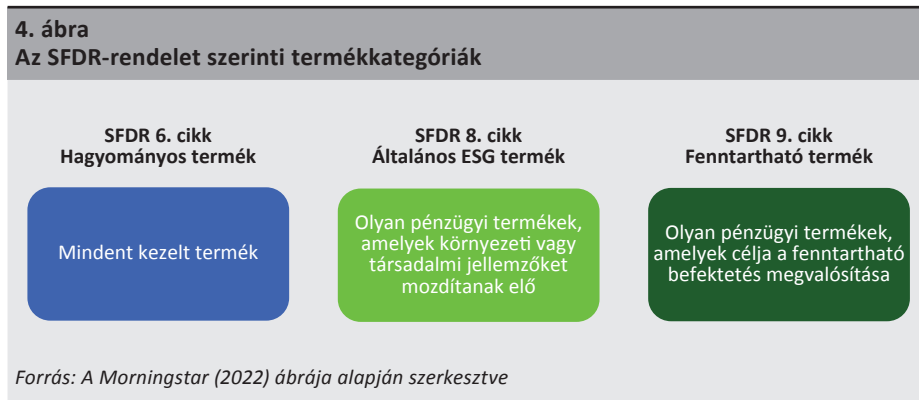 4. ábra
Az SFDR-rendelet szerinti termékkategóriák
SFDR 6. cikk
Hagyományos termék
Mindent kezelt termék
SFDR 8. cikk
Általános ESG termék
Olyan pénzügyi termékek,
amelyek környezeti vagy
társadalmi jellemzőket
mozdítanak elő
SFDR 9. cikk
Fenntartható termék
Olyan pénzügyi termékek,
amelyek célja a fenntartható
befektetés megvalósítása
Forrás: A Morningstar (2022) ábrája alapján szerkesztve